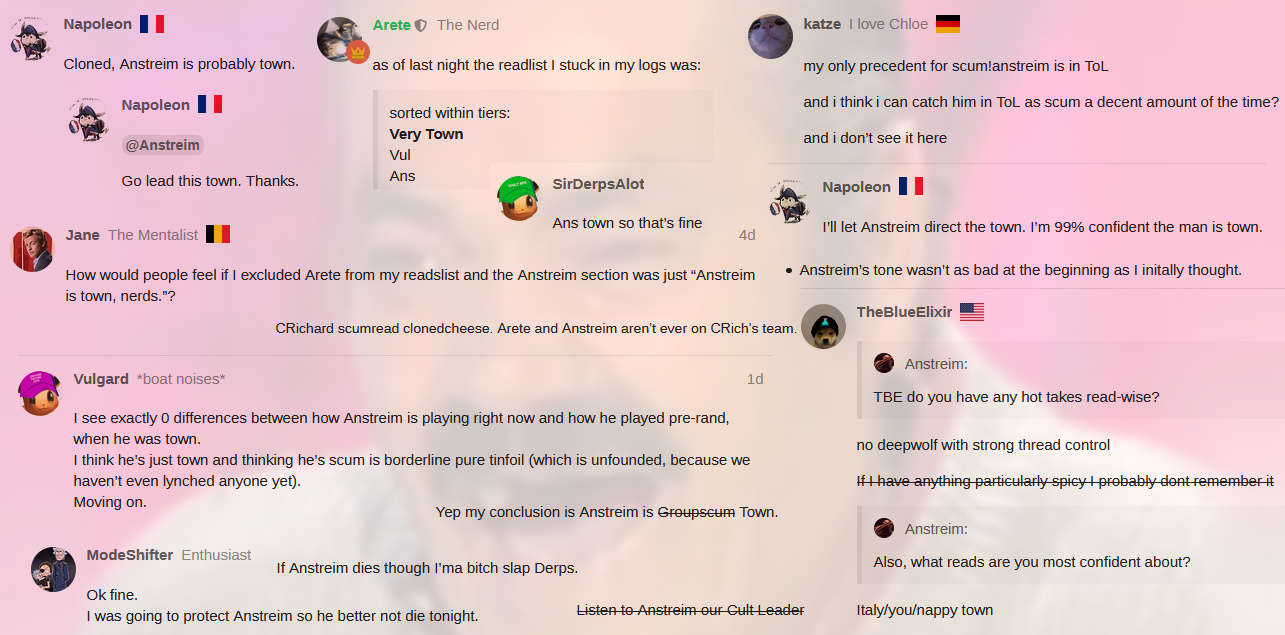 Napoleon
Cloned, Anstreim is probably town.
Napoleon
@Anstreim
Go lead this town. Thanks.
Arete The Nerd
as of last night the readlist I stuck in my logs was:
sorted within tiers:
Very Town
Vul
Ans
SirDerpsAlot
Ans town so that's fine
katze I love Chloe
my only precedent for scum!anstreim is in ToL
and i think i can catch him in ToL as scum a decent amount of the time?
and i don't see it here
Napoleon
I'll let Anstreim direct the town. I'm 99% confident the man is town.
• Anstreim's tone wasn't as bad at the beginning as I initally thought.
Jane The Mentalist 4d
How would people feel if I excluded Arete from my readslist and the Anstreim section was just “Anstreim
is town, nerds.”?
CRichard scumread clonedcheese. Arete and Anstreim aren't ever on CRich's team.
Vulgard *boat noises* 1d
I see exactly 0 differences between how Anstreim is playing right now and how he played pre-rand,
when he was town.
I think he's just town and thinking he's scum is borderline pure tinfoil (which is unfounded, because we
haven't even lynched anyone yet).
Moving on.
Yep my conclusion is Anstreim is Groupscum Town.
ModeShifter Enthusiast
Ok fine.
I was going to protect Anstreim so he better not die tonight.
If Anstreim dies though I'ma bitch slap Derps.
Listen to Anstreim our Cult Leader
TheBlueElixir
Anstreim:
TBE do you have any hot takes read-wise?
no deepwolf with strong thread control
If I have anything particularly spicy I probably dont remember it
Anstreim:
Also, what reads are you most confident about?
Italy/you/nappy town